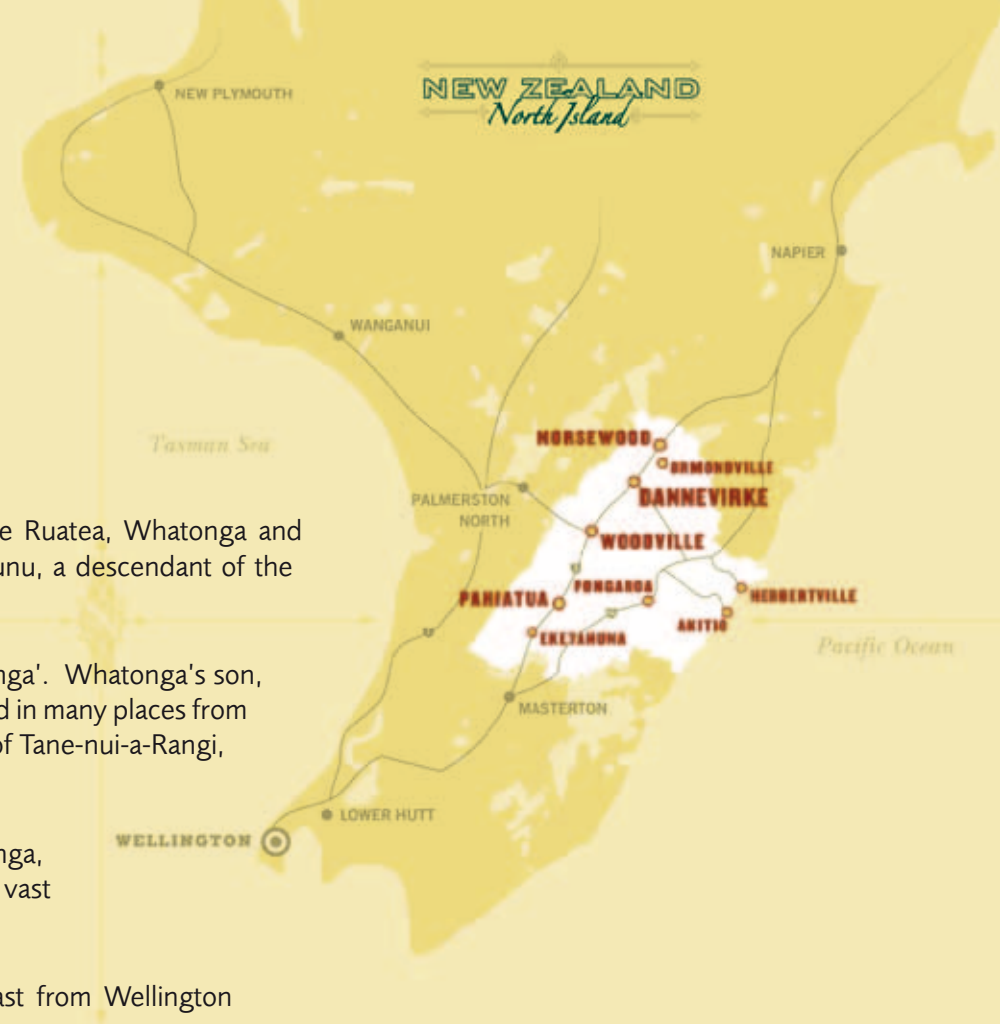 NEW ZEALAND
North Island
NEW PLYMOUTH
NAPIER
WANGANUI
Tasman Sea
NORSEWOOD
ORMONDVILLE
DANNEVIRKE
PALMERSTON
NORTH
WOODVILLE
PONGAROA
PAHIATUA
HERBERTVILLE
AKITIO
EKETAHUNA
Pacific Ocean
MASTERTON
LOWER HUTT
WELLINGTON
e Ruatea, Whatonga and
unu, a descendant of the
nga'. Whatonga's son,
d in many places from
of Tane-nui-a-Rangi,
nga,
vast
ast from Wellington